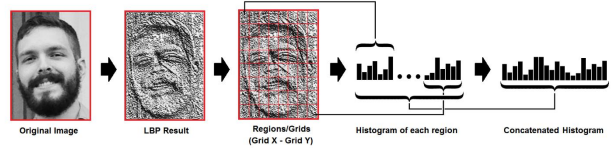 Original Image
LBP Result
Regions/Grids
(Grid X - Grid Y)
Histogram of each region
Concatenated Histogram